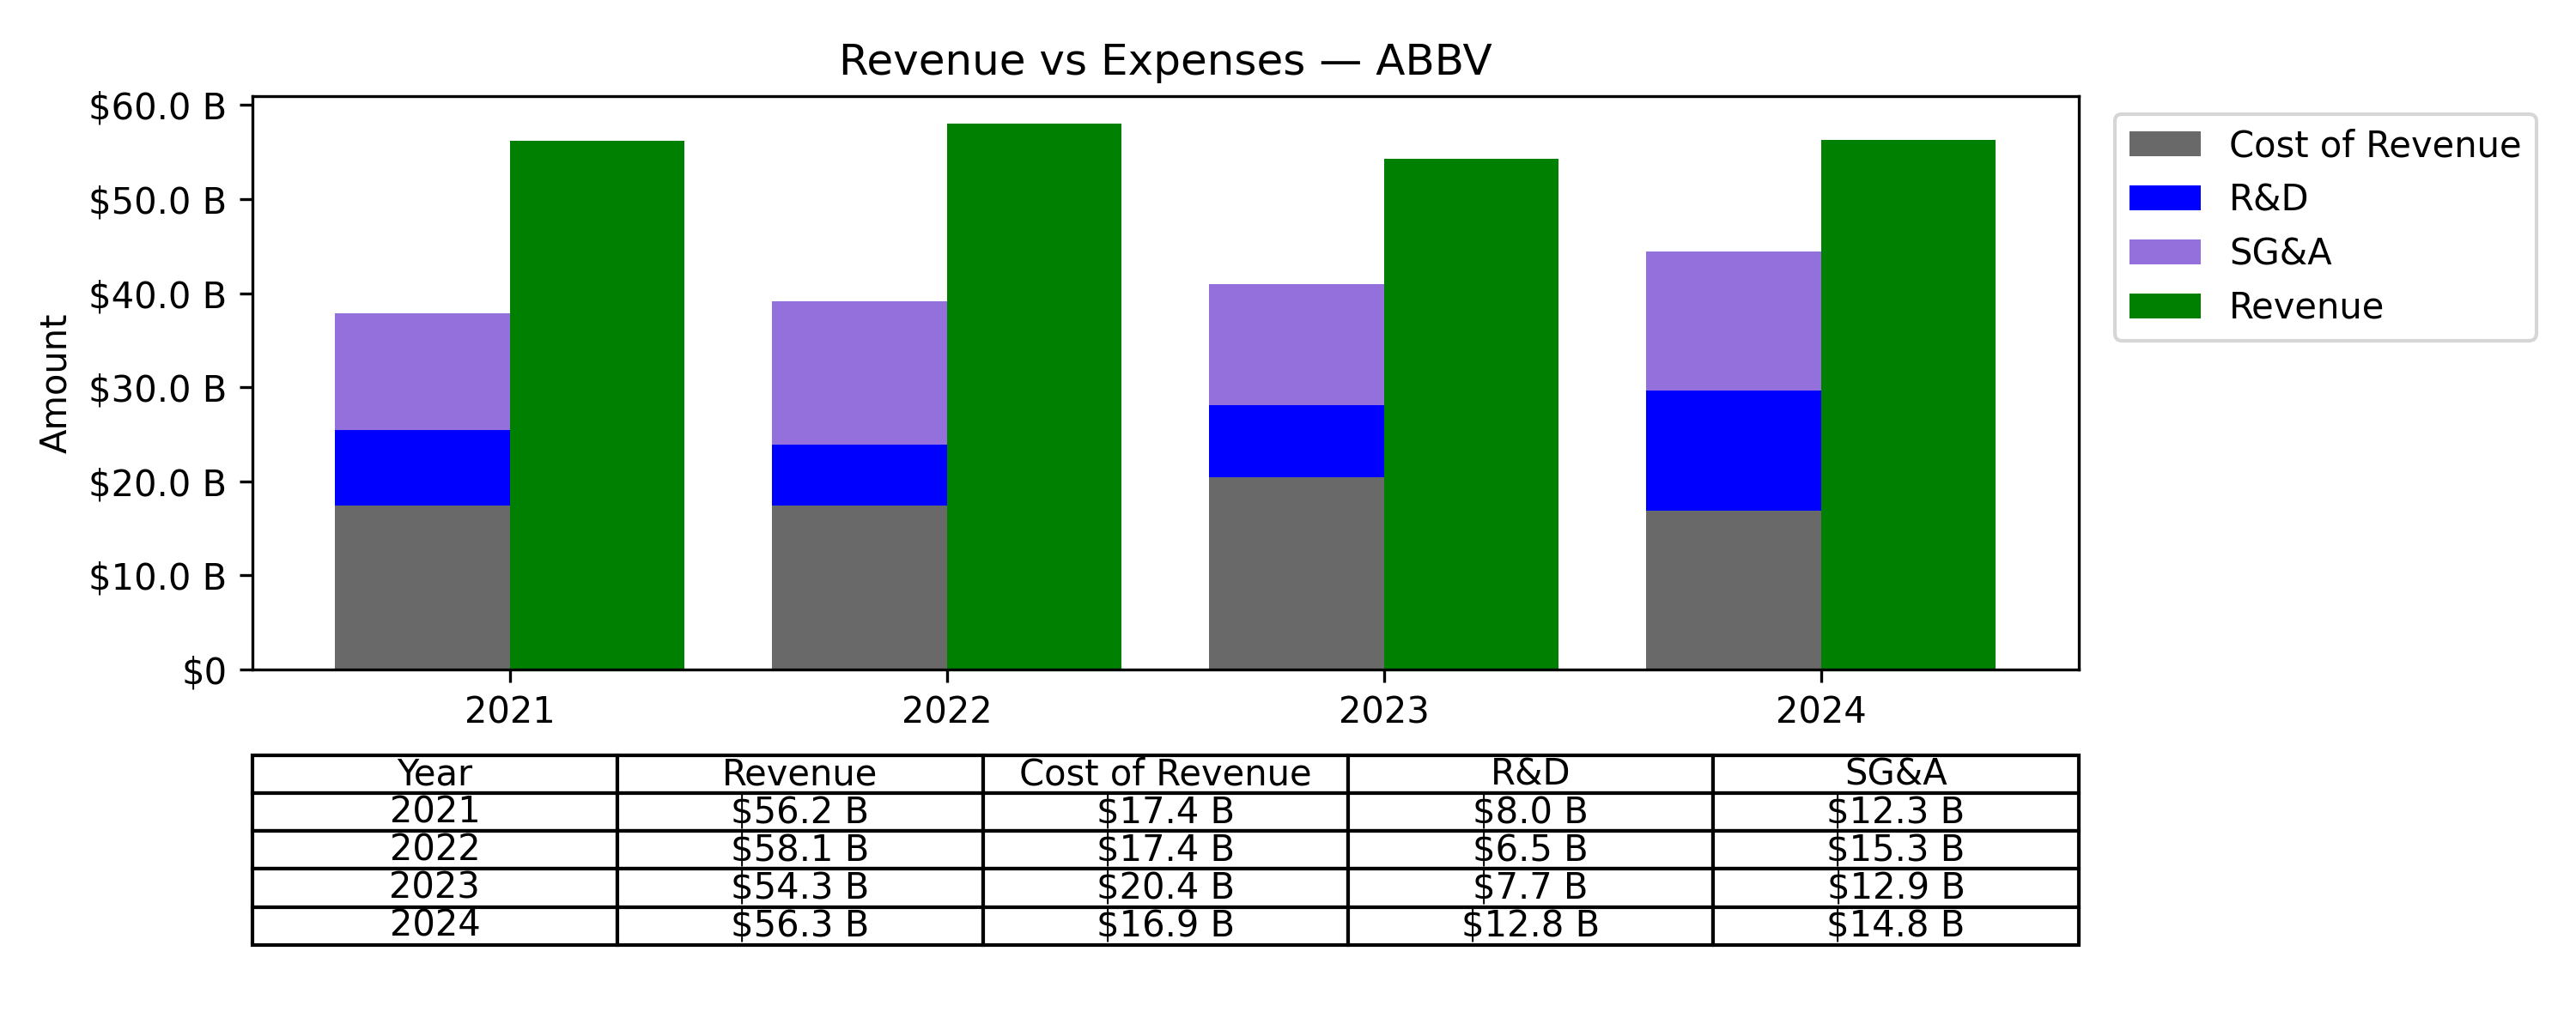 Revenue vs Expenses — ABBV
$60.0 B
$50.0 B
$40.0 B
$30.0 B
$20.0 B
$10.0 B
$0
Amount
2021 2022 2023 2024
Cost of Revenue
R&D
SG&A
Revenue
Year Revenue Cost of Revenue R&D SG&A
2021 $56.2 B $17.4 B $8.0 B $12.3 B
2022 $58.1 B $17.4 B $6.5 B $15.3 B
2023 $54.3 B $20.4 B $7.7 B $12.9 B
2024 $56.3 B $16.9 B $12.8 B $14.8 B